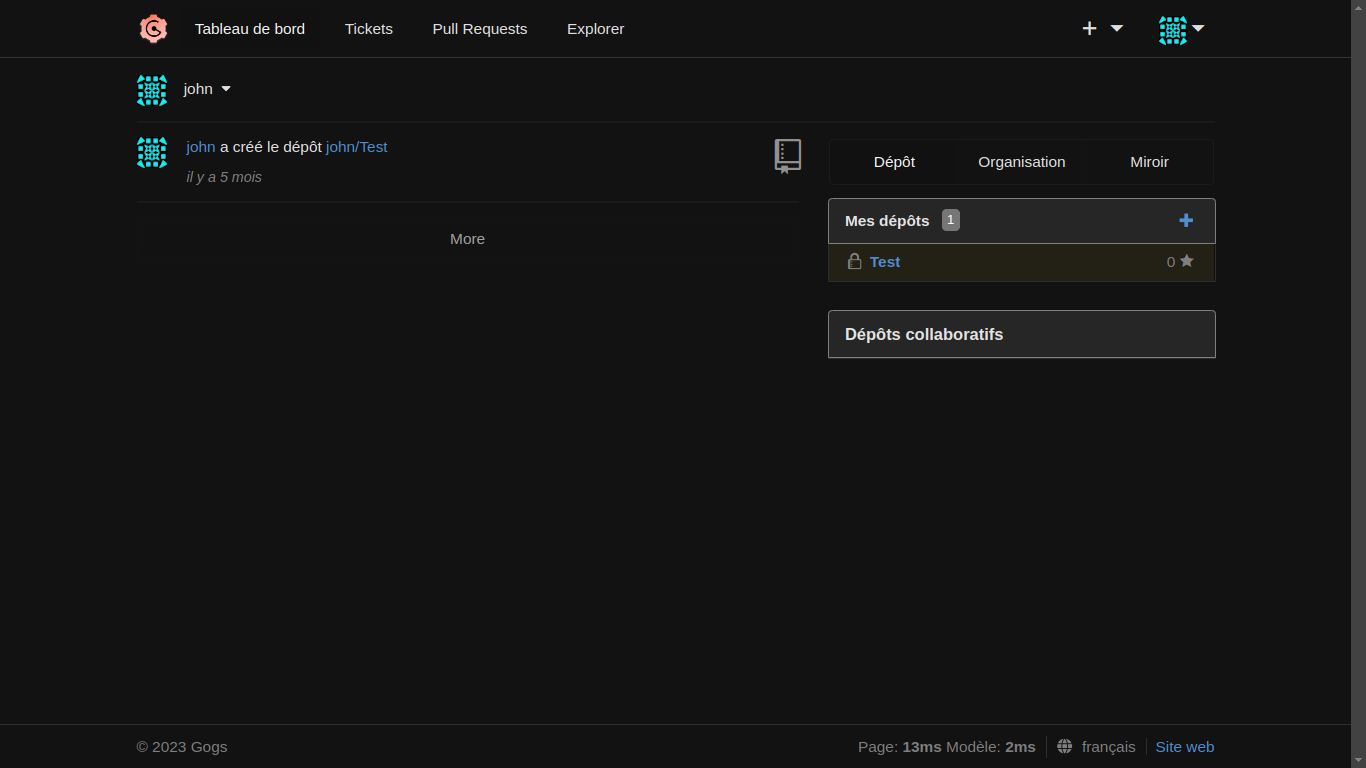 Tableau de bord Tickets Pull Requests Explorer
john
john a créé le dépôt john/Test
il y a 5 mois
More
Dépôt Organisation Miroir
Mes dépôts 1
Test 0
Dépôts collaboratifs
© 2023 Gogs
Page: 13ms Modèle: 2ms français Site web